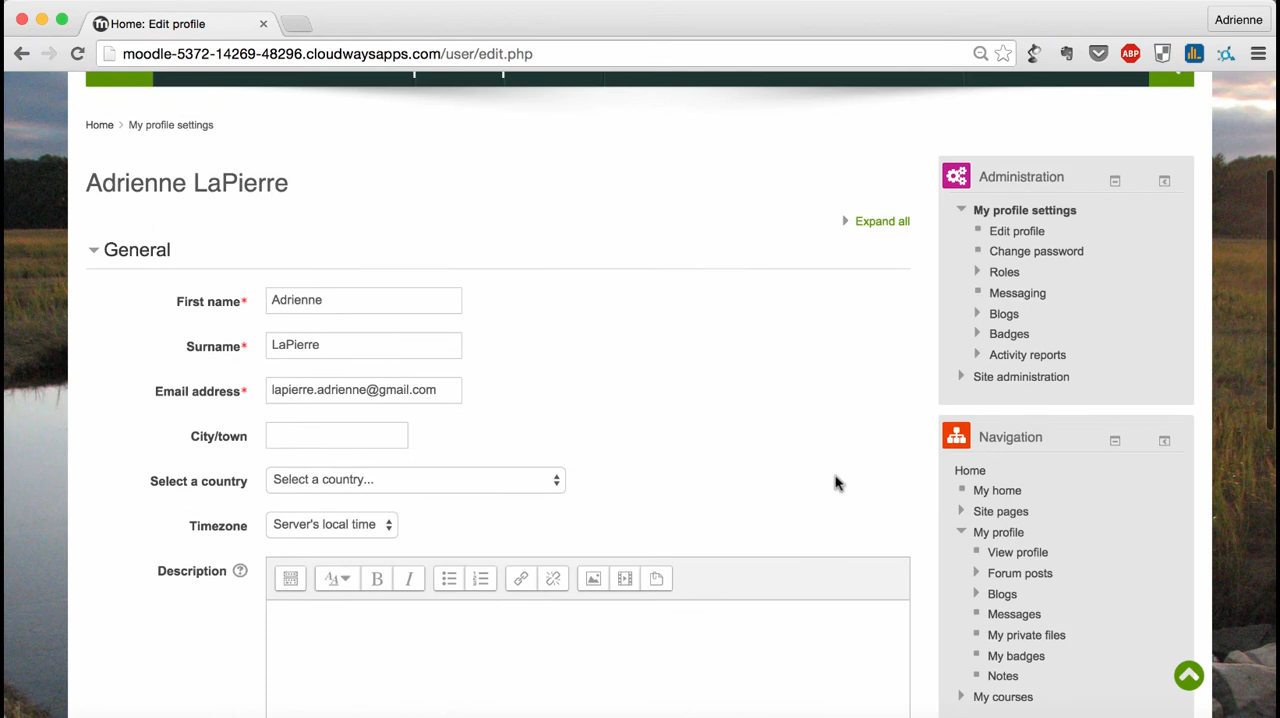 Home: Edit profile
Adrienne
moodle-5372-14269-48296.cloudwaysapps.com/user/edit.php
ABP
Home
My profile settings
Adrienne LaPierre
Expand all
General
First name*
Adrienne
Surname*
LaPierre
Email address*
lapierre.adrienne@gmail.com
City/town
Select a country
Select a country...
Timezone
Server's local time
Description
Administration
My profile settings
Edit profile
Change password
Roles
Messaging
Blogs
Badges
Activity reports
Site administration
Navigation
Home
My home
Site pages
My profile
View profile
Forum posts
Blogs
Messages
My private files
My badges
Notes
My courses